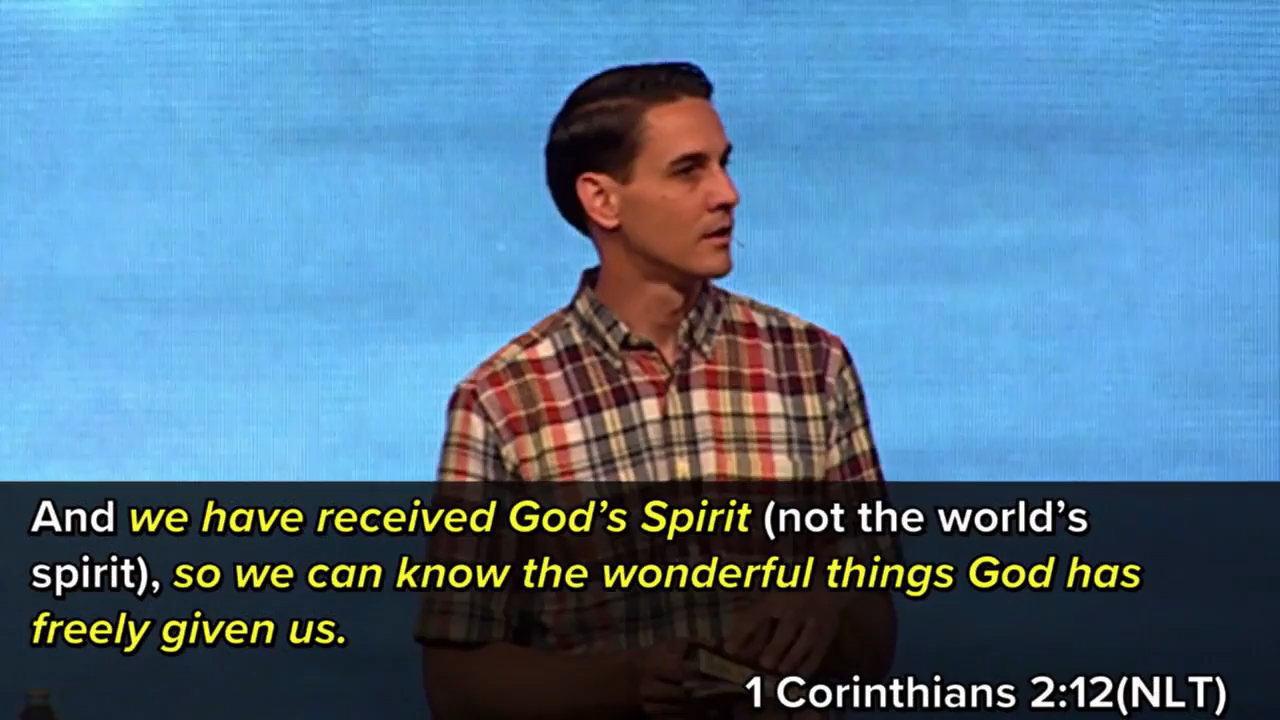 And we have received God’s Spirit (not the world’s
spirit), so we can know the wonderful things God has
freely given us.
1 Corinthians 2:12(NLT)